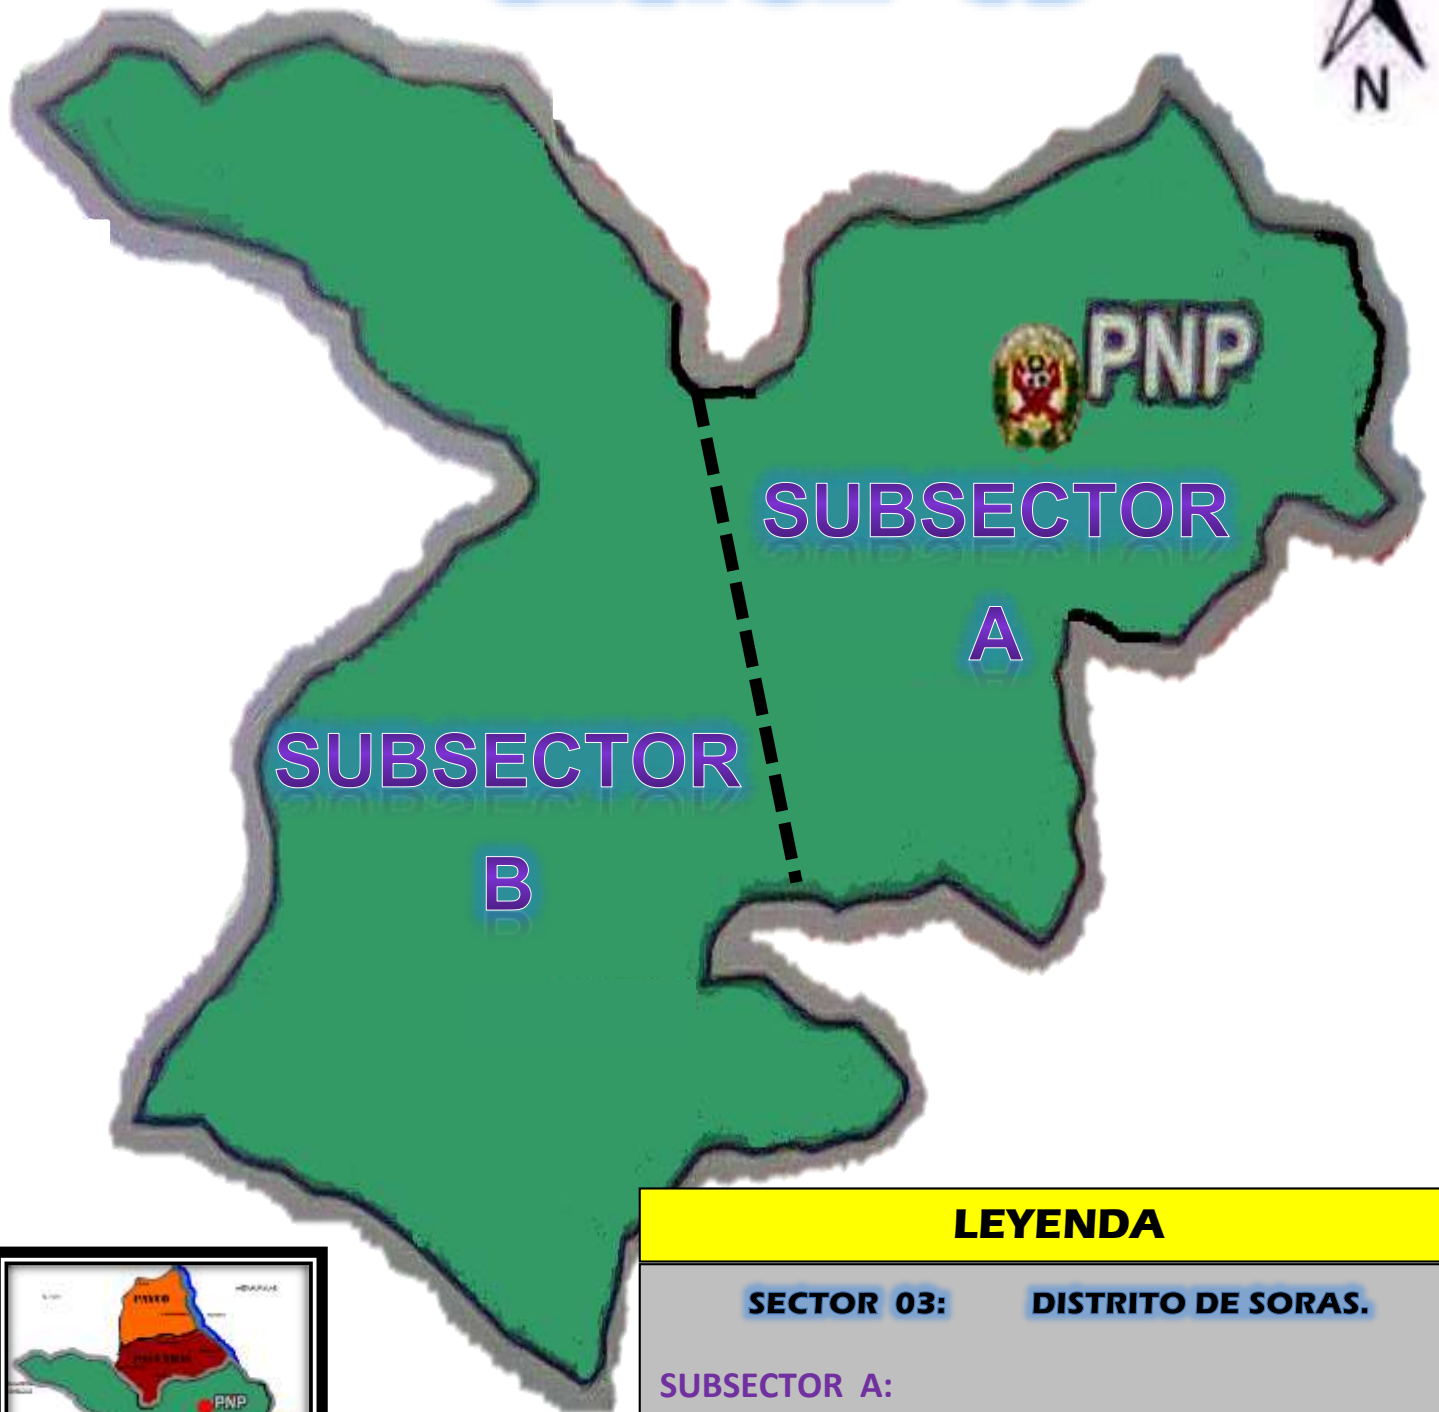 N
PNP
SUBSECTOR
A
SUBSECTOR
B
LEYENDA
SECTOR 03: DISTRITO DE SORAS.
SUBSECTOR A:
PNP